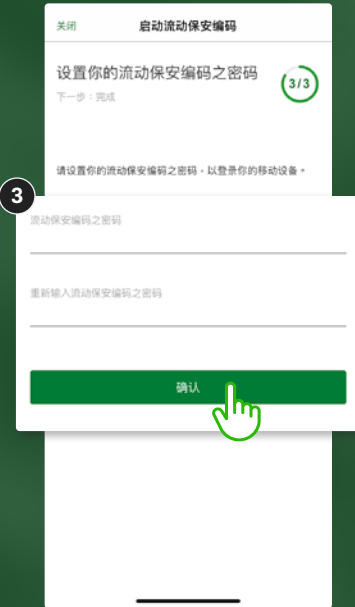 关闭 启动流动保安编码
设置你的流动保安编码之密码
3/3
下一步：完成
请设置你的流动保安编码之密码，以登录你的移动设备。
3
流动保安编码之密码
重新输入流动保安编码之密码
确认